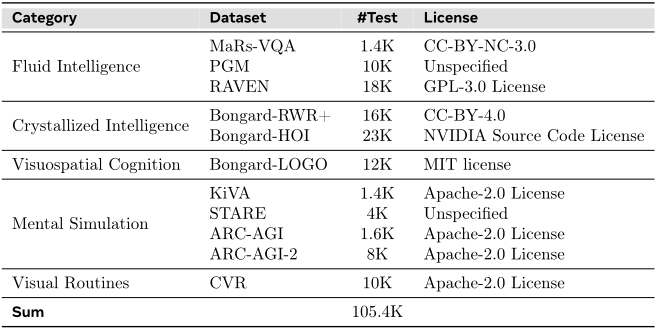 Category Dataset #Test License
MaRs-VQA 1.4K CC-BY-NC-3.0
Fluid Intelligence PGM 10K Unspecified
RAVEN 18K GPL-3.0 License
Bongard-RWR+ 16K CC-BY-4.0
Crystallized Intelligence
Bongard-HOI 23K NVIDIA Source Code License
Visuospatial Cognition Bongard-LOGO 12K MIT license
KiVA 1.4K Apache-2.0 License
STARE 4K Unspecified
Mental Simulation
ARC-AGI 1.6K Apache-2.0 License
ARC-AGI-2 8K Apache-2.0 License
Visual Routines CVR 10K Apache-2.0 License
Sum 105.4K